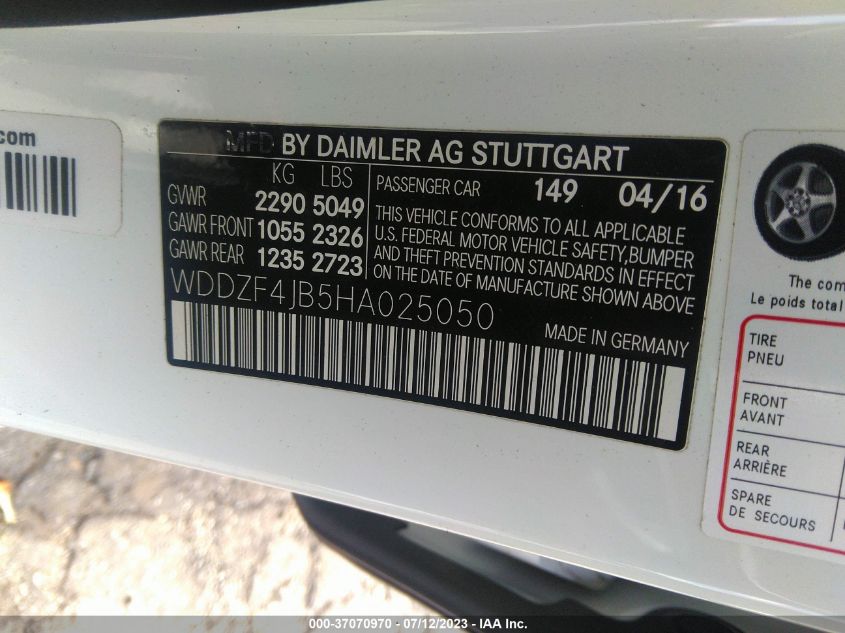 .com
MFD BY DAIMLER AG STUTTGART
KG LBS
GVWR 2290 5049
GAWR FRONT 1055 2326
GAWR REAR 1235 2723
PASSENGER CAR 149 04/16
THIS VEHICLE CONFORMS TO ALL APPLICABLE
U.S. FEDERAL MOTOR VEHICLE SAFETY,BUMPER
AND THEFT PREVENTION STANDARDS IN EFFECT
ON THE DATE OF MANUFACTURE SHOWN ABOVE
WDDZF4JB5HA025050
MADE IN GERMANY
The com
Le poids total
TIRE
PNEU
FRONT
AVANT
REAR
ARRIÈRE
SPARE
DE SECOURS
000-37070970 - 07/12/2023 - IAA Inc.